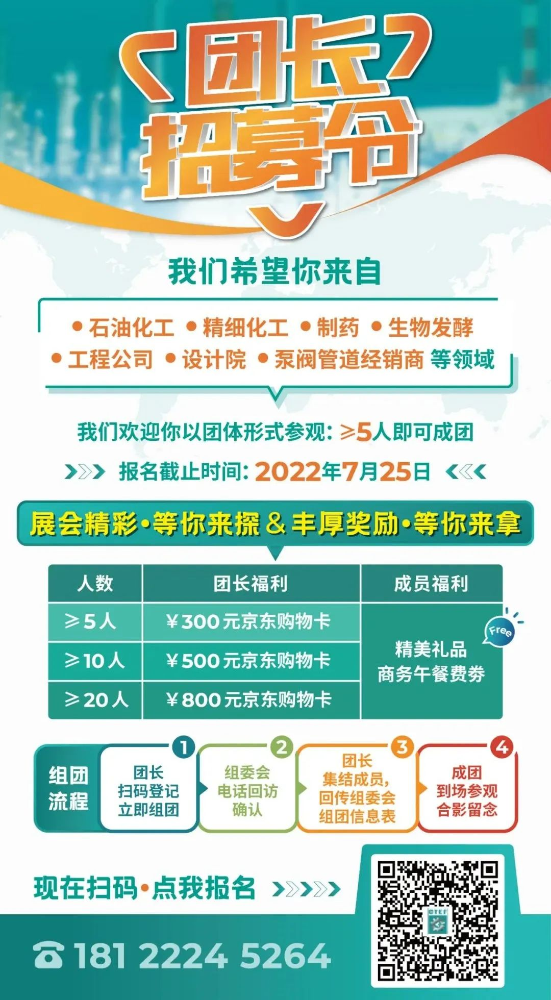 团长
招募令
我们希望你来自
• 石油化工 • 精细化工 • 制药 • 生物发酵
• 工程公司 • 设计院 • 泵阀管道经销商 等领域
我们欢迎你以团体形式参观：≥5人即可成团
报名截止时间：2022年7月25日
展会精彩•等你来探＆丰厚奖励•等你来拿
人数 团长福利 成员福利
≥5人 ¥300元京东购物卡
≥10人 ¥500元京东购物卡
≥20人 ¥800元京东购物卡
Free
精美礼品
商务午餐费券
组团
流程
1
团长
扫码登记
立即组团
2
组委会
电话回访
确认
3
团长
集结成员，
回传组委会
组团信息表
4
成团
到场参观
合影留念
现在扫码•点我报名
CTEF
181 2224 5264